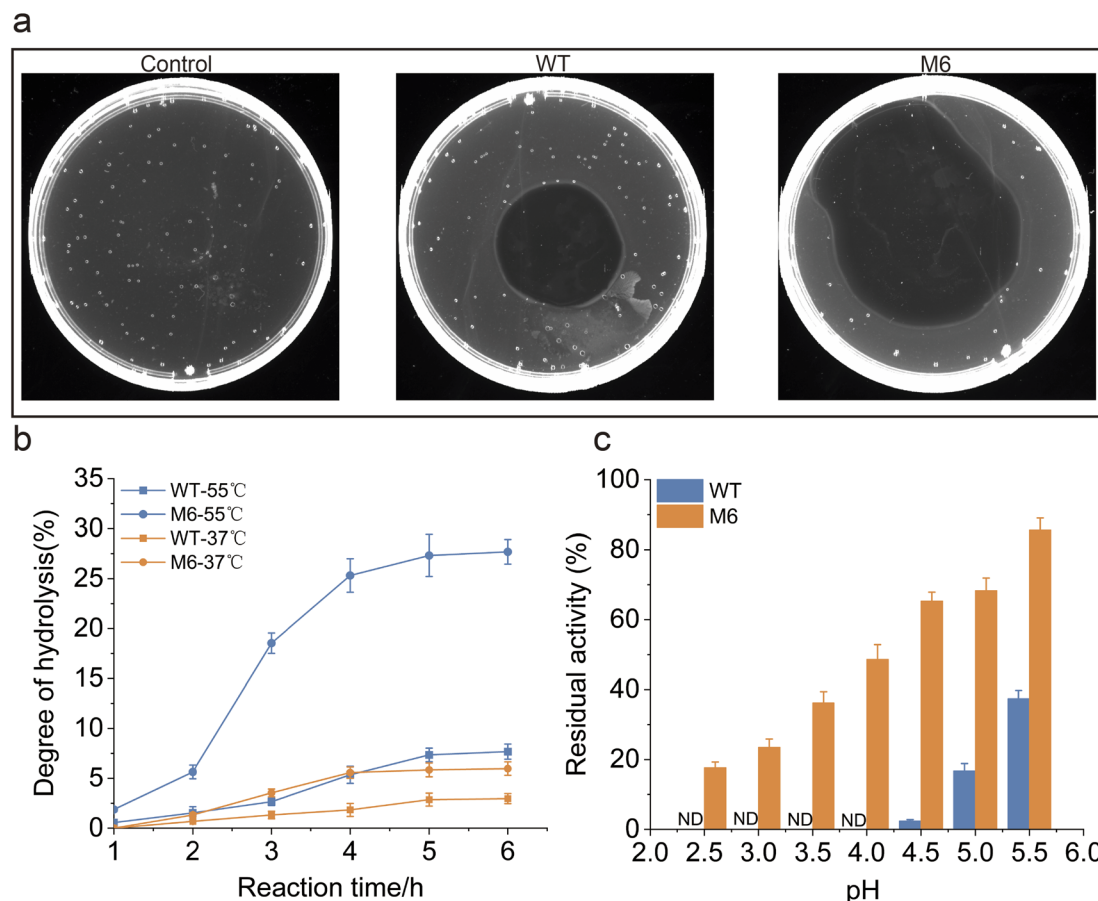 a
Control WT M6
b
35
30
25
20
15
10
5
0
1 2 3 4 5 6
Degree of hydrolysis(%)
Reaction time/h
WT-55℃
M6-55℃
WT-37℃
M6-37℃
c
100
80
60
40
20
0
2.0 2.5 3.0 3.5 4.0 4.5 5.0 5.5 6.0
Residual activity (%)
pH
WT
M6
ND ND ND ND